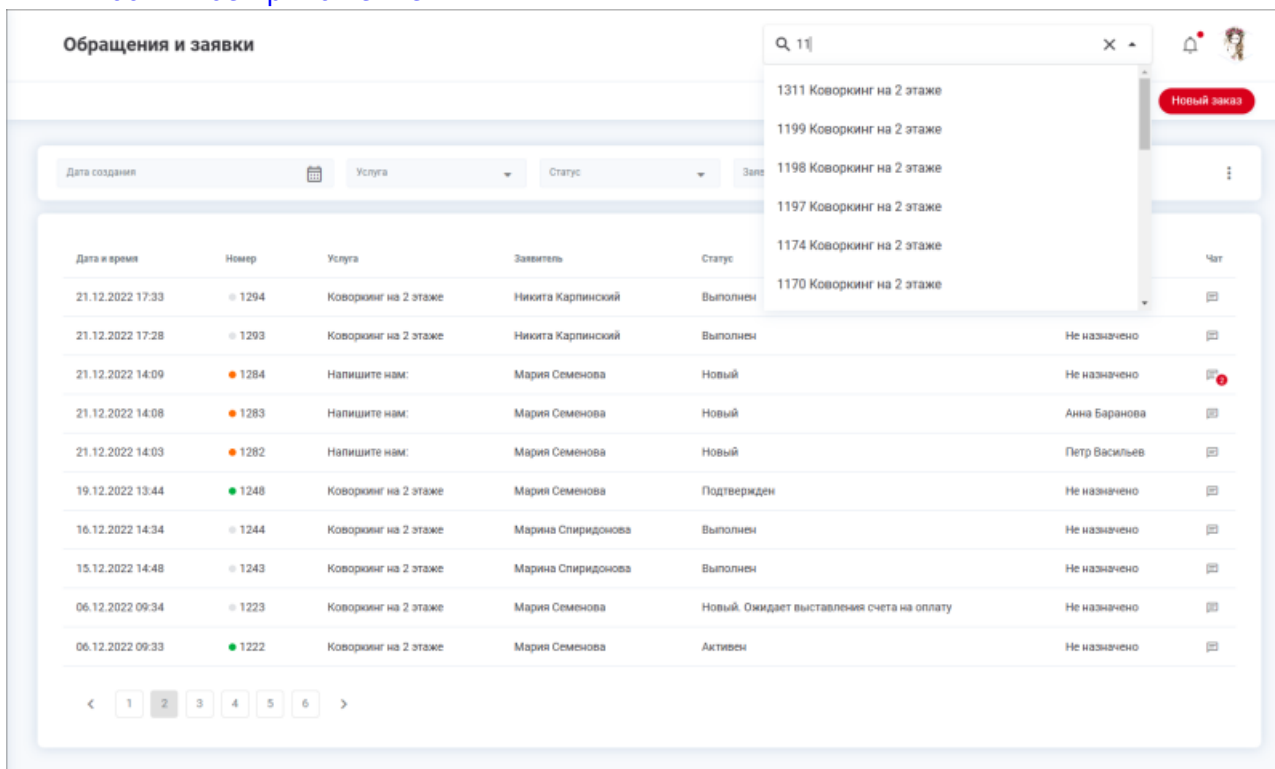 Обращения и заявки
11
1311 Коворкинг на 2 этаже
1199 Коворкинг на 2 этаже
1198 Коворкинг на 2 этаже
1197 Коворкинг на 2 этаже
1174 Коворкинг на 2 этаже
1170 Коворкинг на 2 этаже
Новый заказ
Дата создания Услуга Статус
Дата и время Номер Услуга Заявитель Статус Чат
21.12.2022 17:33 1294 Коворкинг на 2 этаже Никита Карпинский Выполнен
21.12.2022 17:28 1293 Коворкинг на 2 этаже Никита Карпинский Выполнен Не назначено
21.12.2022 14:09 1284 Напишите нам: Мария Семенова Новый Не назначено 2
21.12.2022 14:08 1283 Напишите нам: Мария Семенова Новый Анна Баранова
21.12.2022 14:03 1282 Напишите нам: Мария Семенова Новый Петр Васильев
19.12.2022 13:44 1248 Коворкинг на 2 этаже Мария Семенова Подтвержден Не назначено
16.12.2022 14:34 1244 Коворкинг на 2 этаже Марина Спиридонова Выполнен Не назначено
15.12.2022 14:48 1243 Коворкинг на 2 этаже Марина Спиридонова Выполнен Не назначено
06.12.2022 09:34 1223 Коворкинг на 2 этаже Мария Семенова Новый. Ожидает выставления счета на оплату Не назначено
06.12.2022 09:33 1222 Коворкинг на 2 этаже Мария Семенова Активен Не назначено
1 2 3 4 5 6